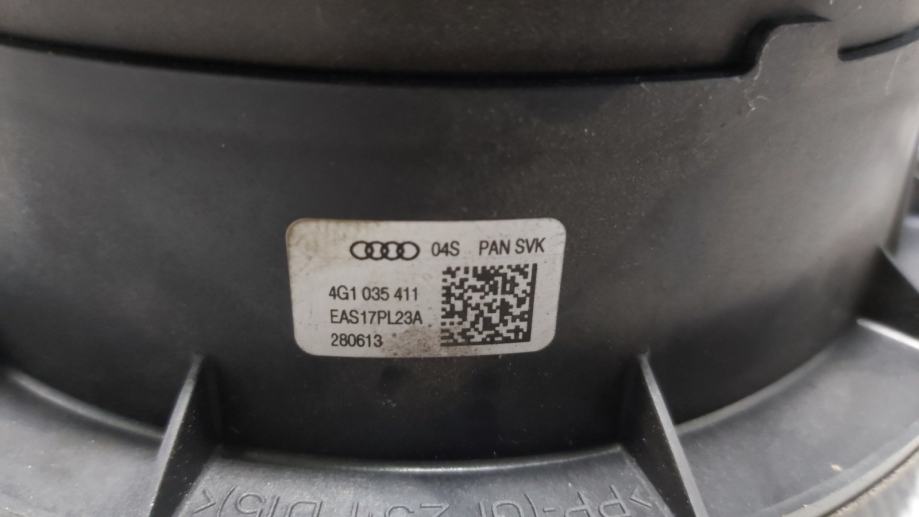 04S PAN SVK
4G1 035 411
EAS17PL23A
280613